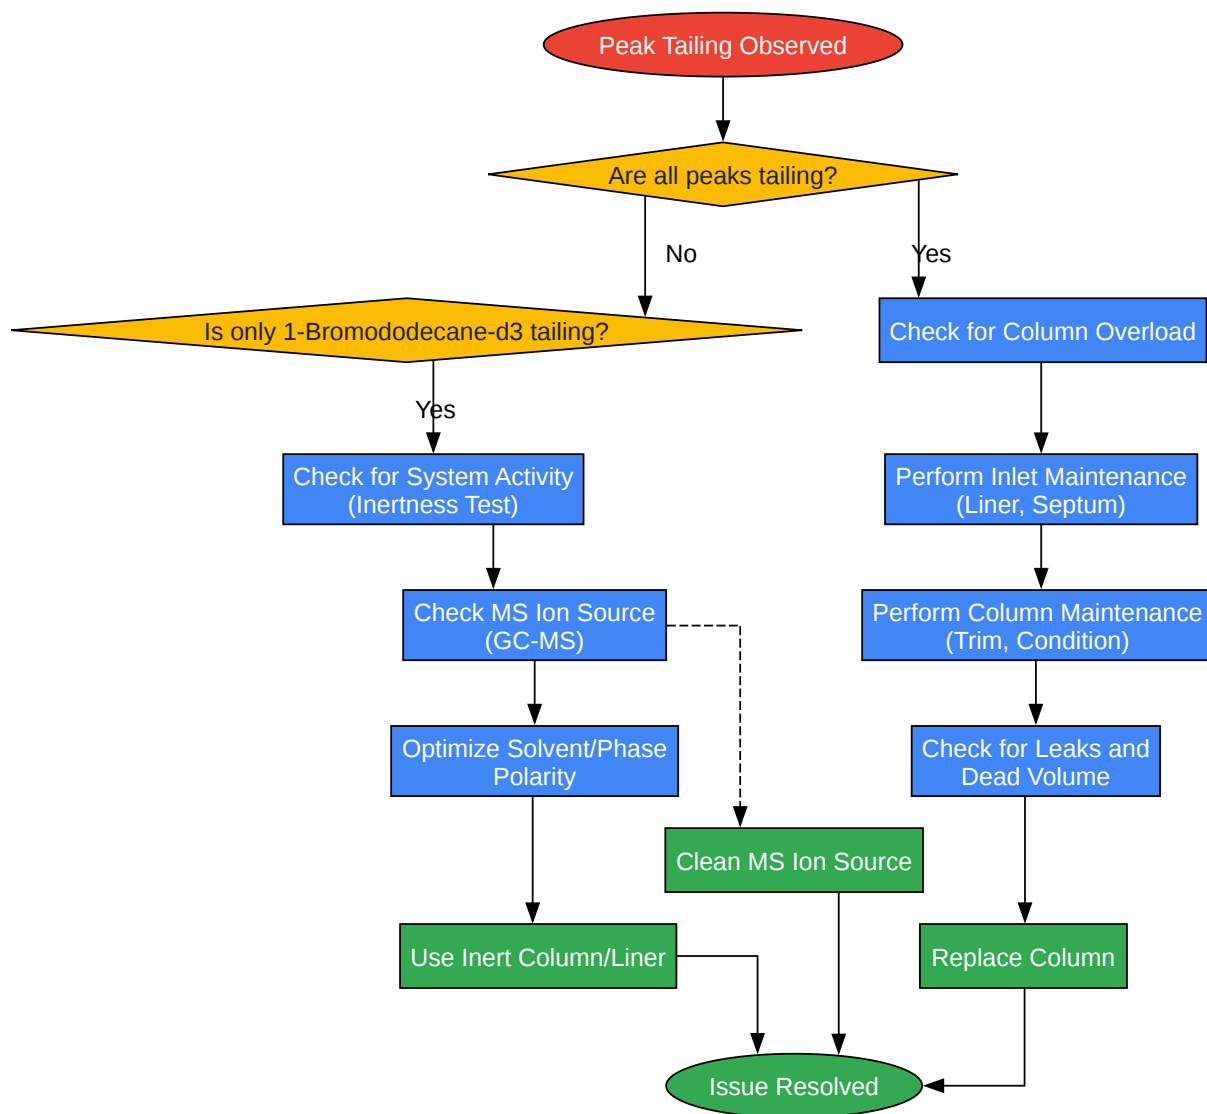 Peak Tailing Observed
Are all peaks tailing?
No
Yes
Is only 1-Bromododecane-d3 tailing?
Check for Column Overload
Yes
Check for System Activity
(Inertness Test)
Perform Inlet Maintenance
(Liner, Septum)
Check MS Ion Source
(GC-MS)
Perform Column Maintenance
(Trim, Condition)
Optimize Solvent/Phase
Polarity
Check for Leaks and
Dead Volume
Clean MS Ion Source
Use Inert Column/Liner
Replace Column
Issue Resolved